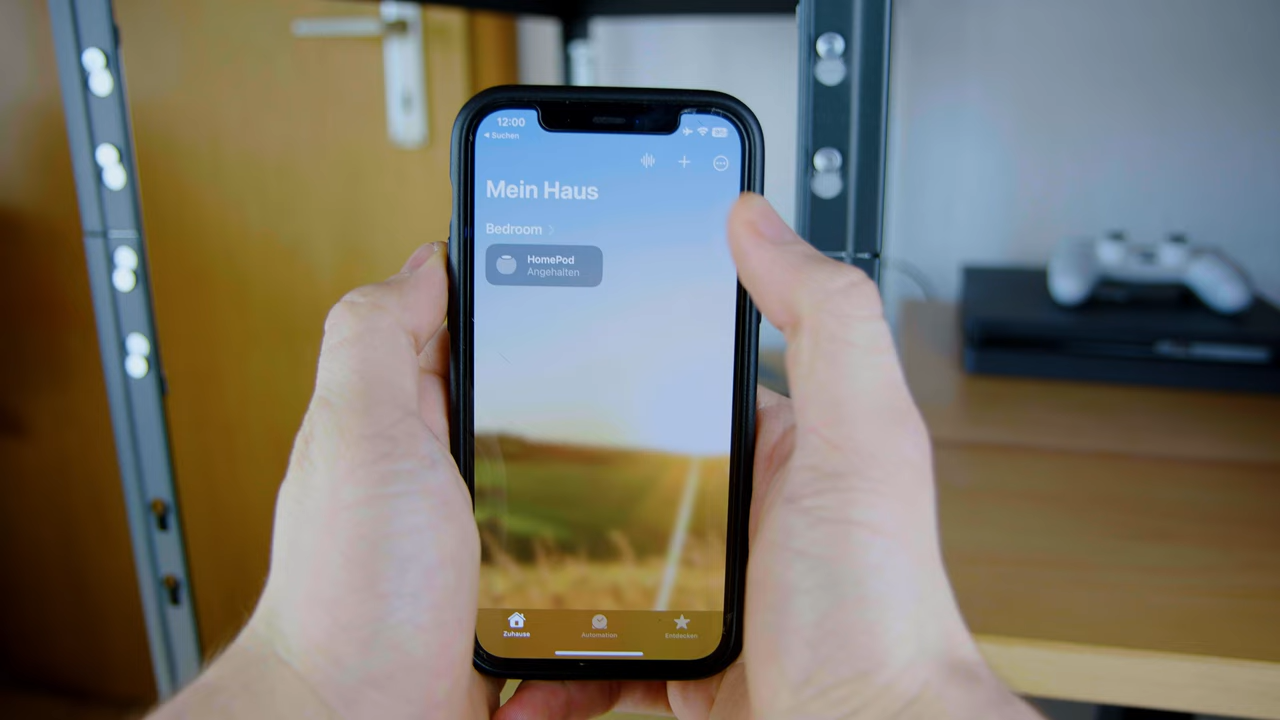 12:00
Suchen
Mein Haus
Bedroom
HomePod
Angehalten
Zuhause
Automation
Entdecken